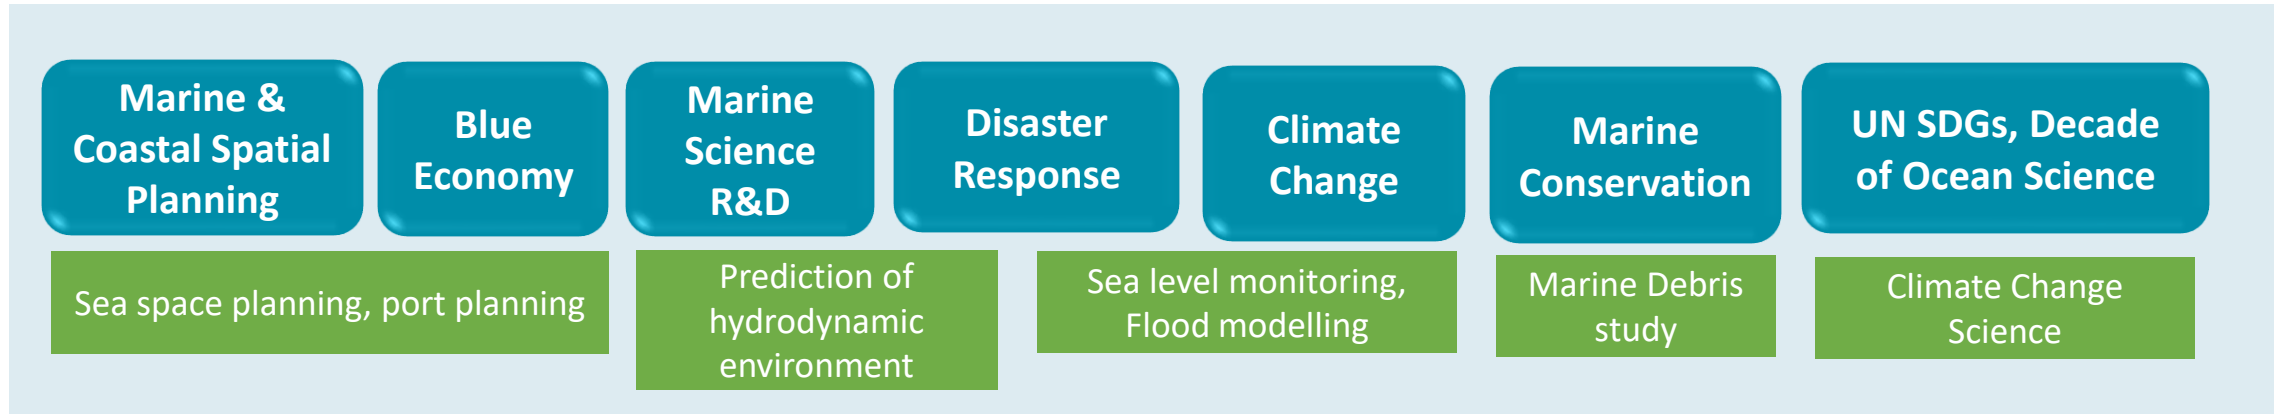 Marine &
Coastal Spatial
Planning
Blue
Economy
Marine
Science
R&D
Disaster
Response
Climate
Change
Marine
Conservation
UN SDGs, Decade
of Ocean Science
Sea space planning, port planning
Prediction of
hydrodynamic
environment
Sea level monitoring,
Flood modelling
Marine Debris
study
Climate Change
Science